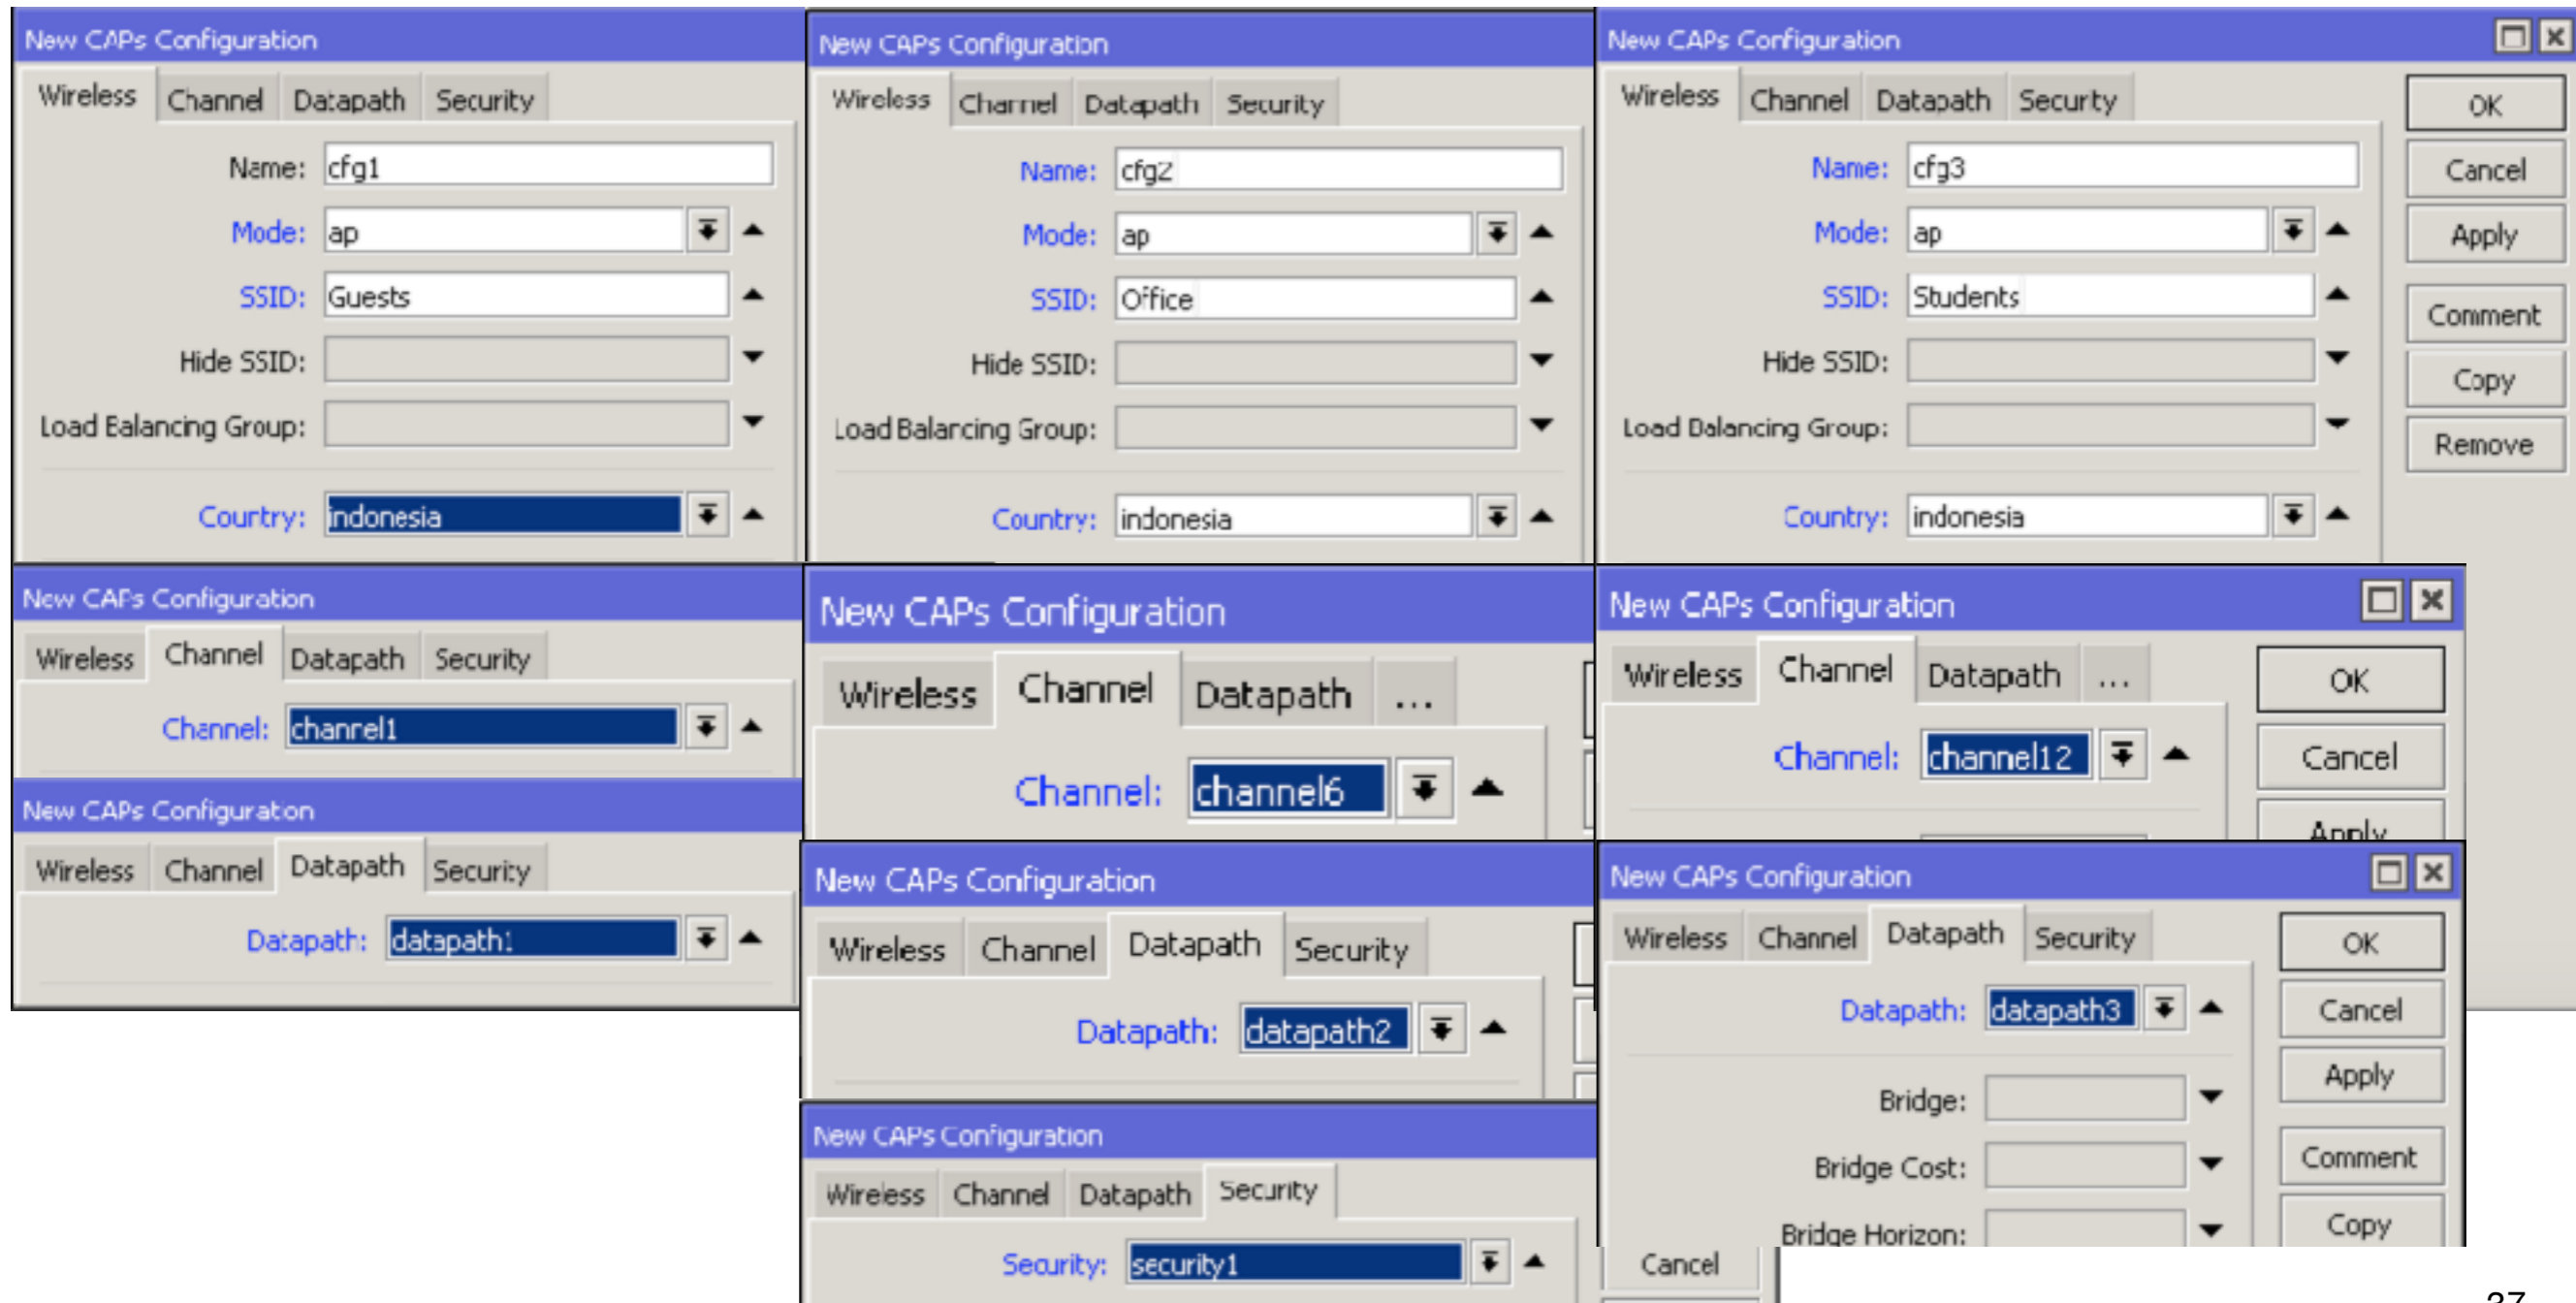 New CAPs Configuration
Wireless Channel Datapath Security
Name: cfg1
Mode: ap
SSID: Guests
Hide SSID:
Load Balancing Group:
Country: indonesia
New CAPs Configuration
Wireless Channel Datapath Security
Channel: channel1
New CAPs Configuration
Wireless Channel Datapath Security
Datapath: datapath1
New CAPs Configuration
Wireless Channel Datapath Security
Name: cfg2
Mode: ap
SSID: Office
Hide SSID:
Load Balancing Group:
Country: indonesia
New CAPs Configuration
Wireless Channel Datapath ...
Channel: channel6
New CAPs Configuration
Wireless Channel Datapath Security
Datapath: datapath2
New CAPs Configuration
Wireless Channel Datapath Security
Security: security1
Cancel
New CAPs Configuration
Wireless Channel Datapath Security
Name: cfg3
Mode: ap
SSID: Students
Hide SSID:
Load Balancing Group:
Country: indonesia
OK
Cancel
Apply
Comment
Copy
Remove
New CAPs Configuration
Wireless Channel Datapath ...
Channel: channel12
OK
Cancel
Apply
New CAPs Configuration
Wireless Channel Datapath Security
Datapath: datapath3
Bridge:
Bridge Cost:
Bridge Horizon:
OK
Cancel
Apply
Comment
Copy
37